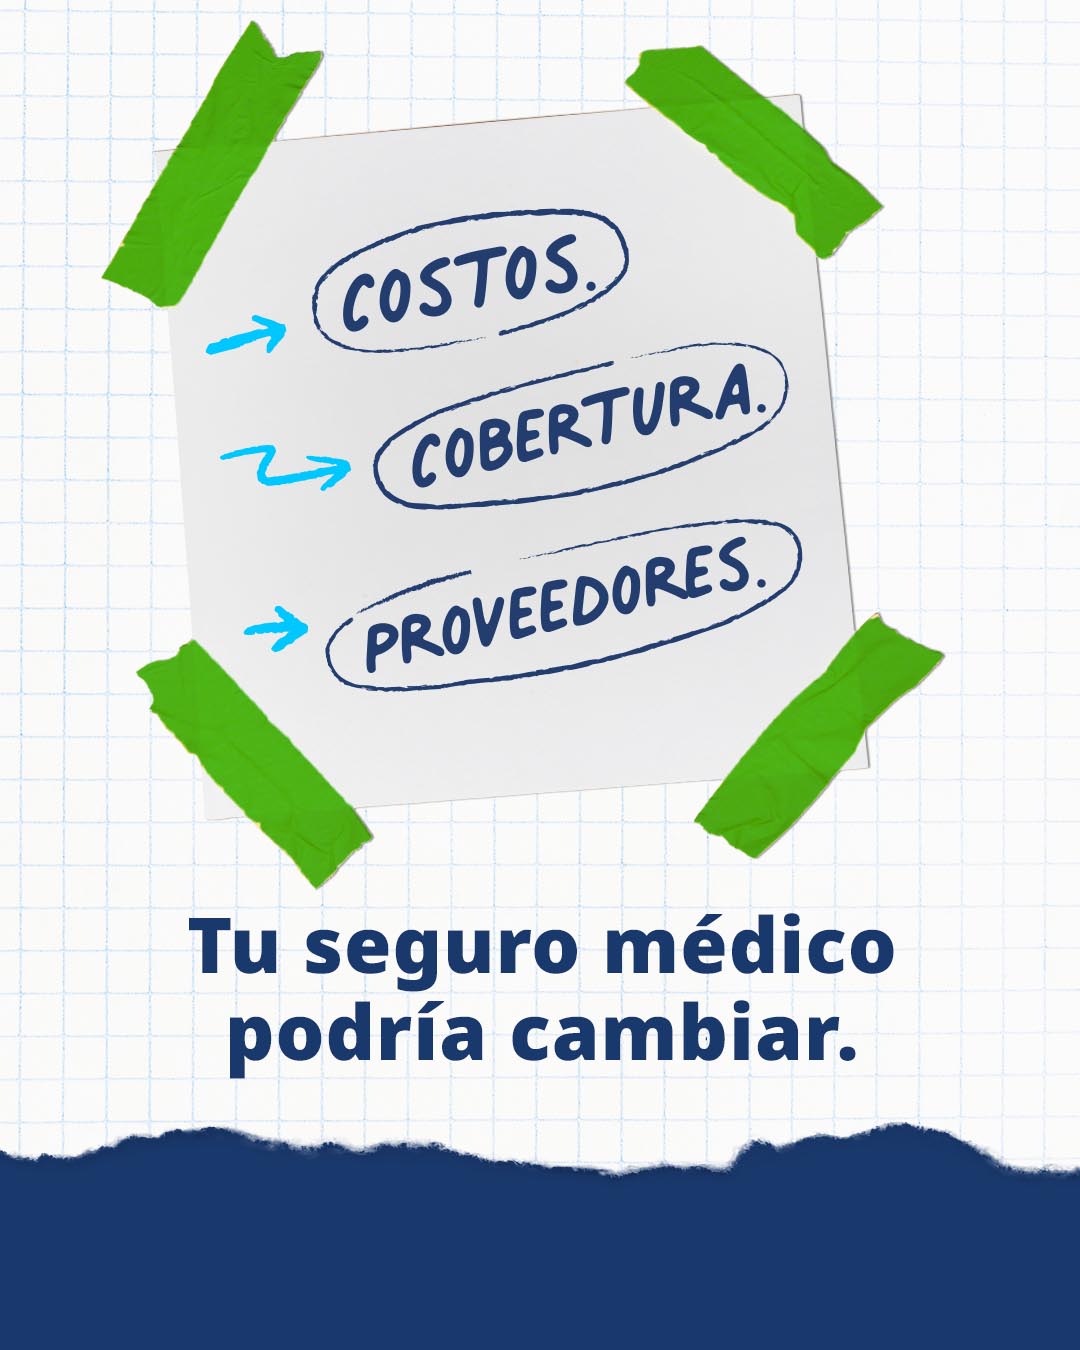 COSTOS.
COBERTURA.
PROVEEDORES.
Tu seguro médico
podría cambiar.